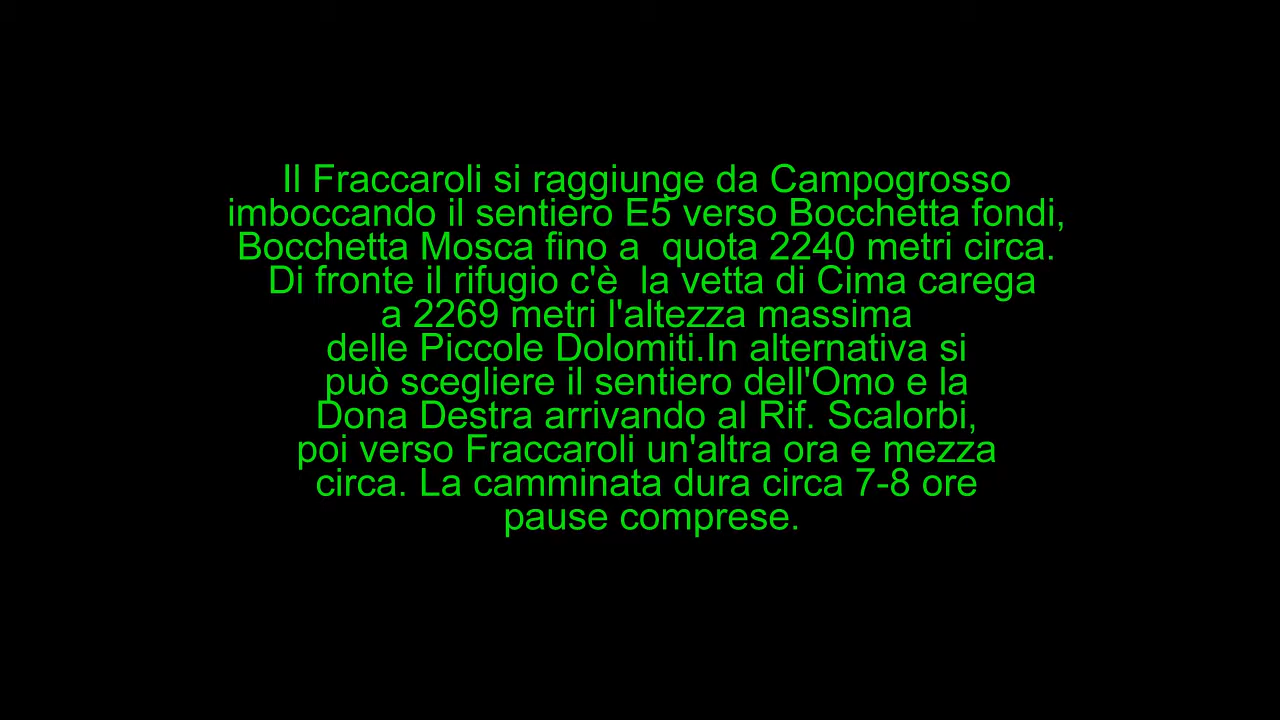 Il Fraccaroli si raggiunge da Campogrosso
imboccando il sentiero E5 verso Bocchetta fondi,
Bocchetta Mosca fino a  quota 2240 metri circa.
Di fronte il rifugio c'è  la vetta di Cima carega
a 2269 metri l'altezza massima
delle Piccole Dolomiti.In alternativa si
può scegliere il sentiero dell'Omo e la
Dona Destra arrivando al Rif. Scalorbi,
poi verso Fraccaroli un'altra ora e mezza
circa. La camminata dura circa 7-8 ore
pause comprese.